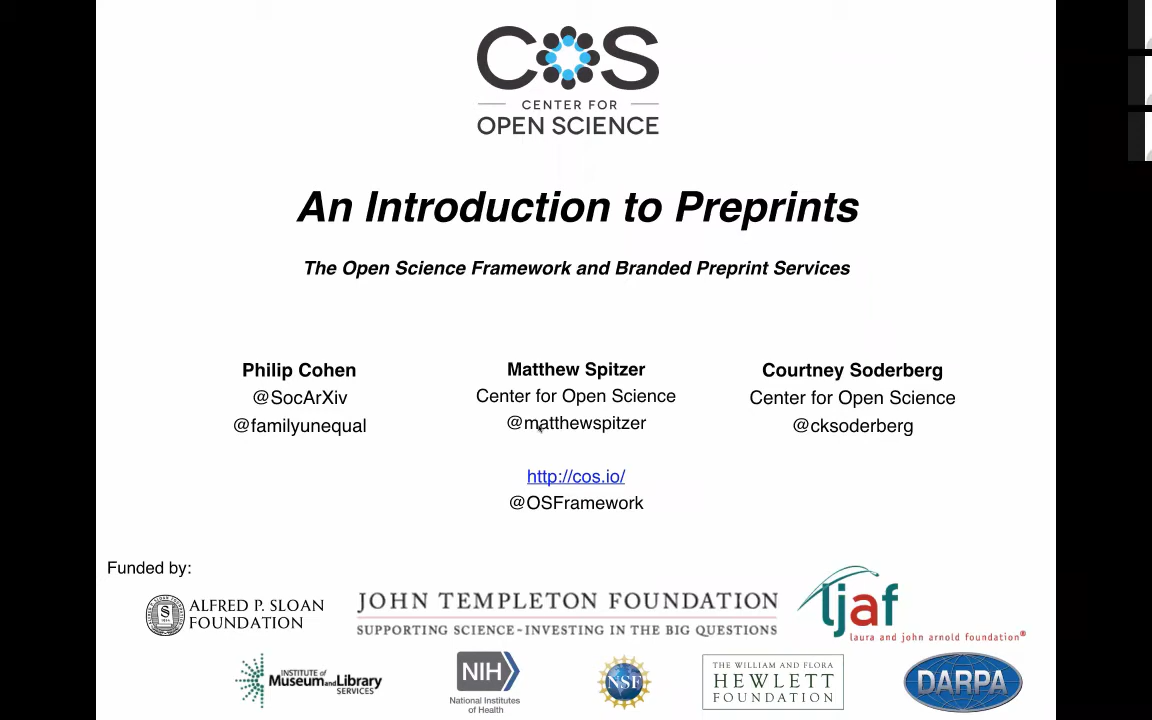 COS
CENTER FOR
OPEN SCIENCE
An Introduction to Preprints
The Open Science Framework and Branded Preprint Services
Philip Cohen
@SocArXiv
@familyunequal
Matthew Spitzer
Center for Open Science
@matthewspitzer
Courtney Soderberg
Center for Open Science
@cksoderberg
http://cos.io/
@OSFramework
Funded by:
ALFRED P. SLOAN
FOUNDATION
JOHN TEMPLETON FOUNDATION
SUPPORTING SCIENCE~INVESTING IN THE BIG QUESTIONS
ljaf
laura and john arnold foundation®
INSTITUTE of
Museum and Library
SERVICES
NIH
National Institutes
of Health
NSF
THE WILLIAM AND FLORA
HEWLETT
FOUNDATION
DARPA